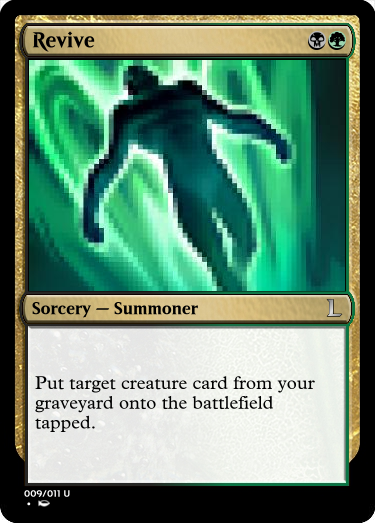 Revive
Sorcery — Summoner
L
Put target creature card from your
graveyard onto the battlefield
tapped.
009/011 U